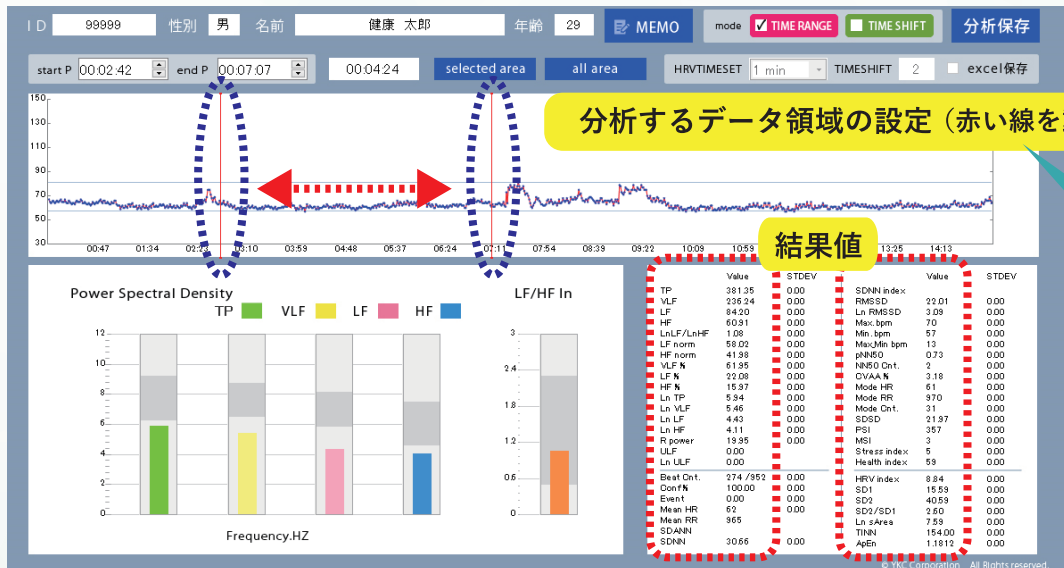 ID 99999 性別 男 名前 健康 太郎 年齢 29 MEMO mode TIME RANGE TIME SHIFT 分析保存
start P 00:02:42 end P 00:07:07 00:04:24 selected area all area HRVTIMESET 1 min TIMESHIFT 2 excel保存
分析するデータ領域の設定（赤い線を
150
130
110
90
70
50
30
00:47 01:34 03:10 03:59 04:48 05:37 06:24 07:11 07:54 08:39 09:22 10:09 10:59 13:25 14:13
結果値
Power Spectral Density
TP VLF LF HF
12
10
8
6
4
2
0
Frequency.HZ
LF/HF In
3
2.4
1.8
1.2
0.6
0
Value STDEV
TP 381.35 0.00
VLF 236.24 0.00
LF 84.20 0.00
HF 60.91 0.00
LnLF/LnHF 1.08 0.00
LF norm 58.02 0.00
HF norm 41.98 0.00
VLF % 61.95 0.00
LF % 22.08 0.00
HF % 15.97 0.00
Ln TP 5.94 0.00
Ln VLF 5.46 0.00
Ln LF 4.43 0.00
Ln HF 4.11 0.00
R power 19.95 0.00
ULF 0.00
Ln ULF 0.00
Beat Cnt. 274 /952 0.00
Conf% 100.00 0.00
Event 0.00 0.00
Mean HR 62 0.00
Mean RR 965
SDANN
SDNN 30.66 0.00
Value STDEV
SDNN index
RMSSD 22.01 0.00
Ln RMSSD 3.09 0.00
Max. bpm 70 0.00
Min. bpm 57 0.00
Max,Min bpm 13 0.00
pNN50 0.73 0.00
NN50 Cnt. 2 0.00
CVAA % 3.18 0.00
Mode HR 61 0.00
Mode RR 970 0.00
Mode Cnt. 31 0.00
SDSD 21.97 0.00
PSI 357 0.00
MSI 3 0.00
Stress index 5 0.00
Health index 59 0.00
HRV index 8.84 0.00
SD1 15.59 0.00
SD2 40.59 0.00
SD2/SD1 2.60 0.00
Ln sArea 7.59 0.00
TINN 154.00 0.00
ApEn 1.1812 0.00
© YKC Corporation All Rights reserved.